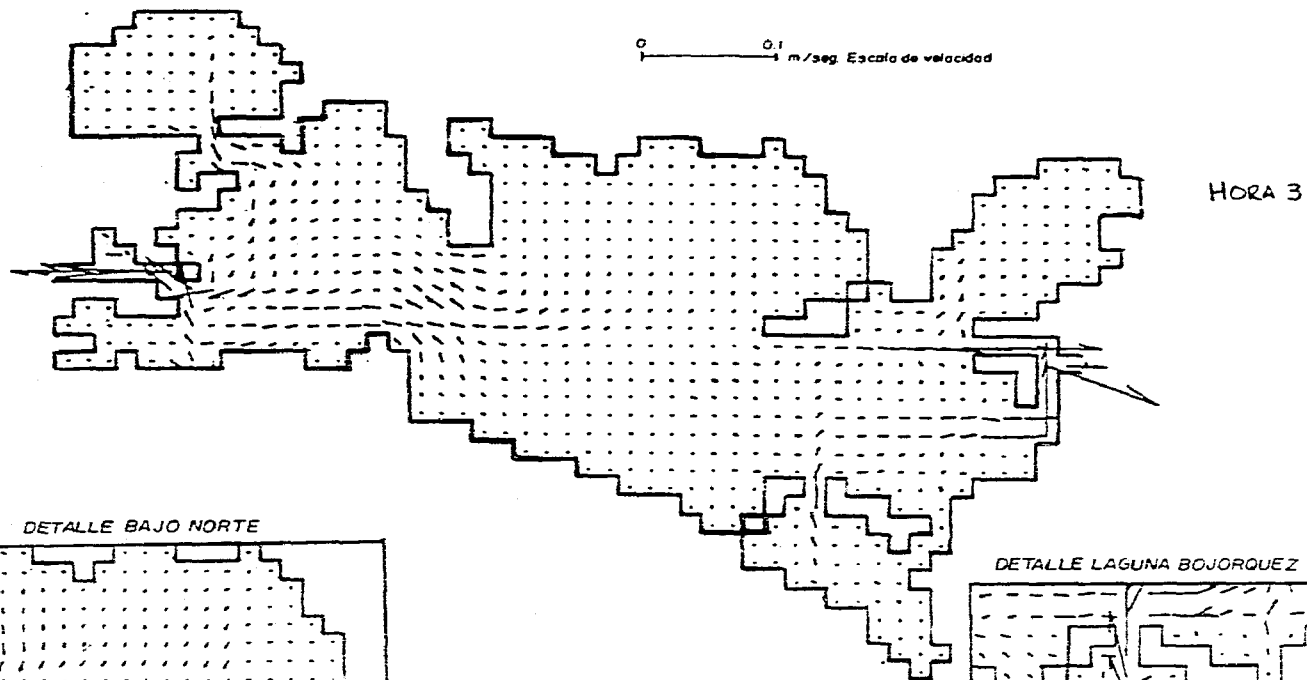 0 0.1
m/seg. Escala de velocidad
HORA 3
DETALLE BAJO NORTE
DETALLE LAGUNA BOJORQUEZ